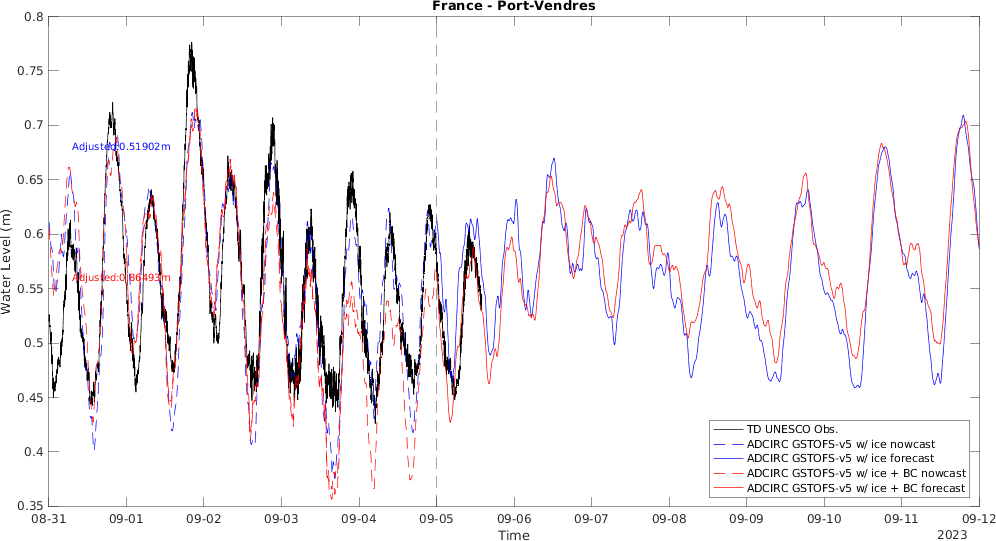 France - Port-Vendres
0.8
0.75
0.7
0.65
0.6
0.55
0.5
0.45
0.4
0.35
Water Level (m)
Adjusted:0.51902m
Adjusted:0.86493m
08-31 09-01 09-02 09-03 09-04 09-05 09-06 09-07 09-08 09-09 09-10 09-11 09-12
Time
2023
TD UNESCO Obs.
ADCIRC GSTOFS-v5 w/ ice nowcast
ADCIRC GSTOFS-v5 w/ ice forecast
ADCIRC GSTOFS-v5 w/ ice + BC nowcast
ADCIRC GSTOFS-v5 w/ ice + BC forecast